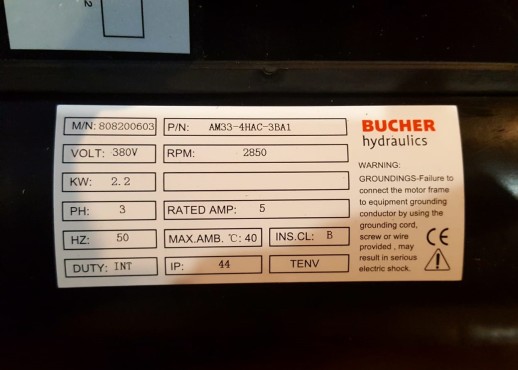 2
M/N: 808200603 P/N: AM33-4HAC-3BA1
VOLT: 380V RPM: 2850
KW: 2.2
PH: 3 RATED AMP: 5
HZ: 50 MAX.AMB. ℃: 40 INS.CL: B
DUTY: INT IP: 44 TENV
BUCHER
hydraulics
WARNING:
GROUNDINGS-Failure to
connect the motor frame
to equipment grounding
conductor by using the
grounding cord,
screw or wire
provided , may
result in serious
electric shock.
CE